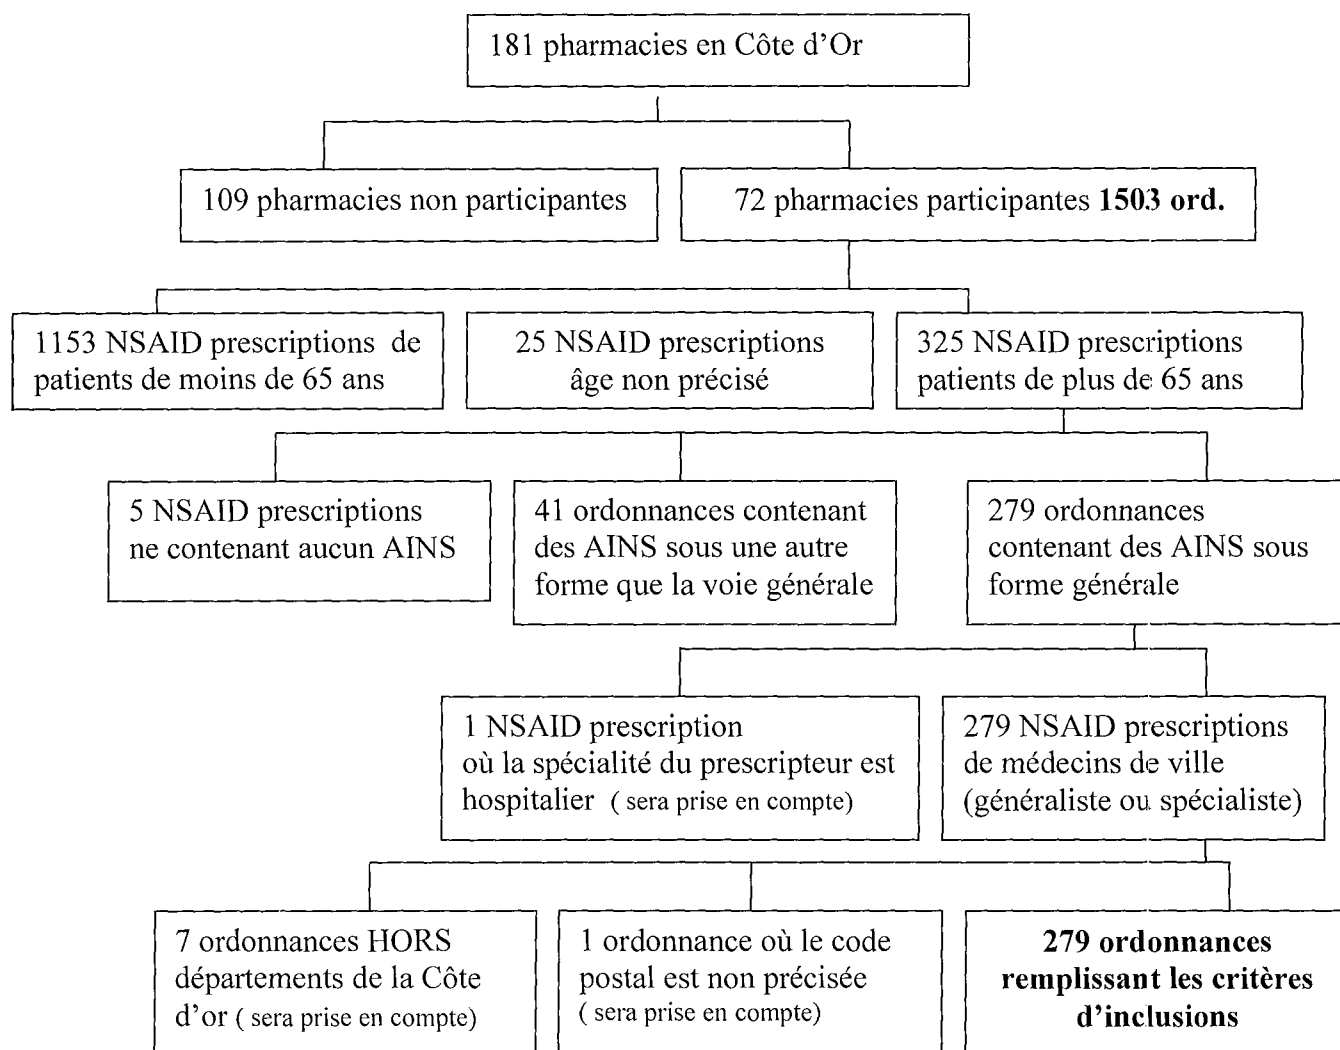 181 pharmacies en Côte d'Or
109 pharmacies non participantes
72 pharmacies participantes 1503 ord.
1153 NSAID prescriptions de
patients de moins de 65 ans
25 NSAID prescriptions
âge non précisé
325 NSAID prescriptions
patients de plus de 65 ans
5 NSAID prescriptions
ne contenant aucun AINS
41 ordonnances contenant
des AINS sous une autre
forme que la voie générale
279 ordonnances
contenant des AINS sous
forme générale
1 NSAID prescription
où la spécialité du prescripteur est
hospitalier ( sera prise en compte)
279 NSAID prescriptions
de médecins de ville
(généraliste ou spécialiste)
7 ordonnances HORS
départements de la Côte
d'or ( sera prise en compte)
1 ordonnance où le code
postal est non précisée
( sera prise en compte)
279 ordonnances
remplissant les critères
d'inclusions